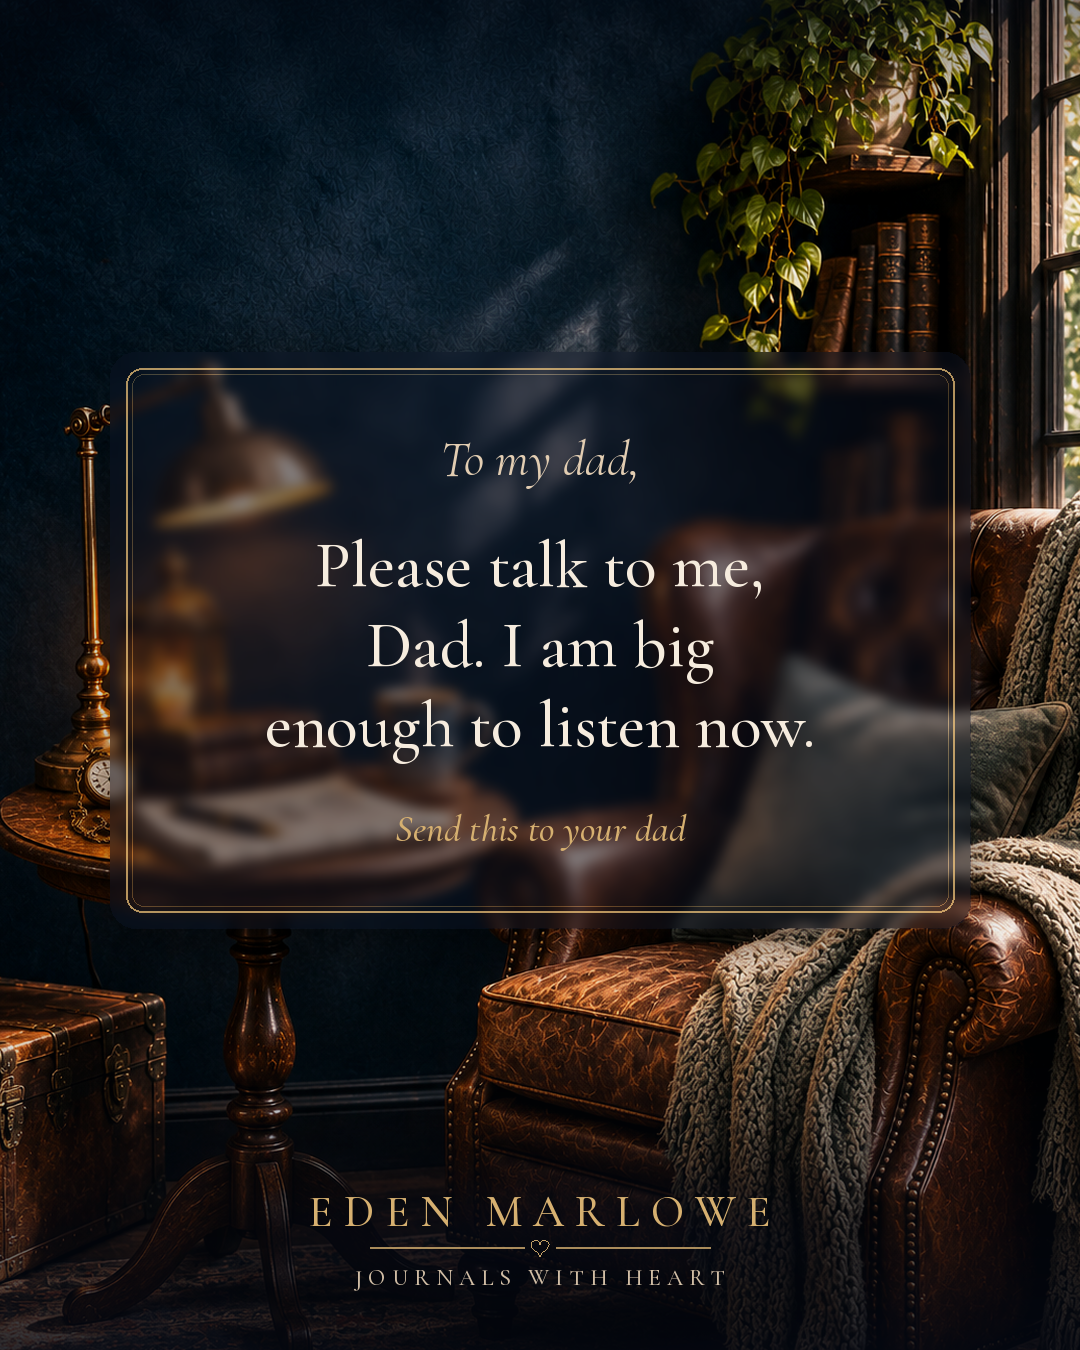 To my dad,
Please talk to me,
Dad. I am big
enough to listen now.
Send this to your dad
EDEN MARLOWE
JOURNALS WITH HEART